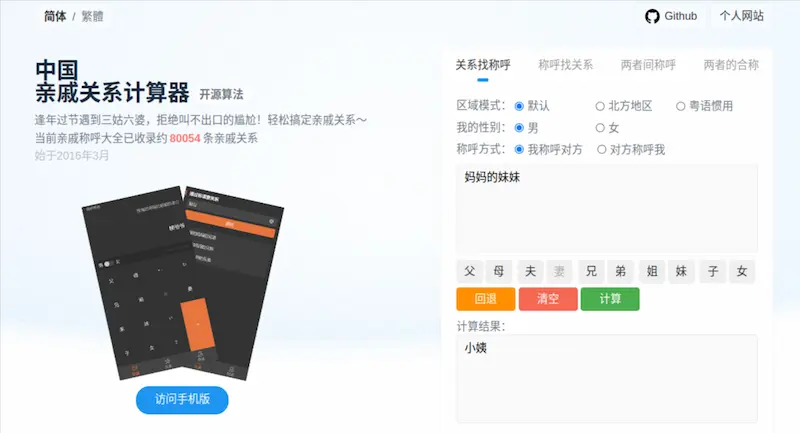 简体 / 繁體
Github 个人网站
中国
亲戚关系计算器 开源算法
逢年过节遇到三姑六婆，拒绝叫不出口的尴尬！轻松搞定亲戚关系～
当前亲戚称呼大全已收录约 80054 条亲戚关系
始于2015年3月
访问手机版
关系找称呼 称呼找关系 两者间称呼 两者的合称
区域模式： 默认 北方地区 粤语惯用
我的性别： 男 女
称呼方式： 我称呼对方 对方称呼我
妈妈的妹妹
父 母 夫 妻 兄 弟 姐 妹 子 女
回退 清空 计算
计算结果：
小姨